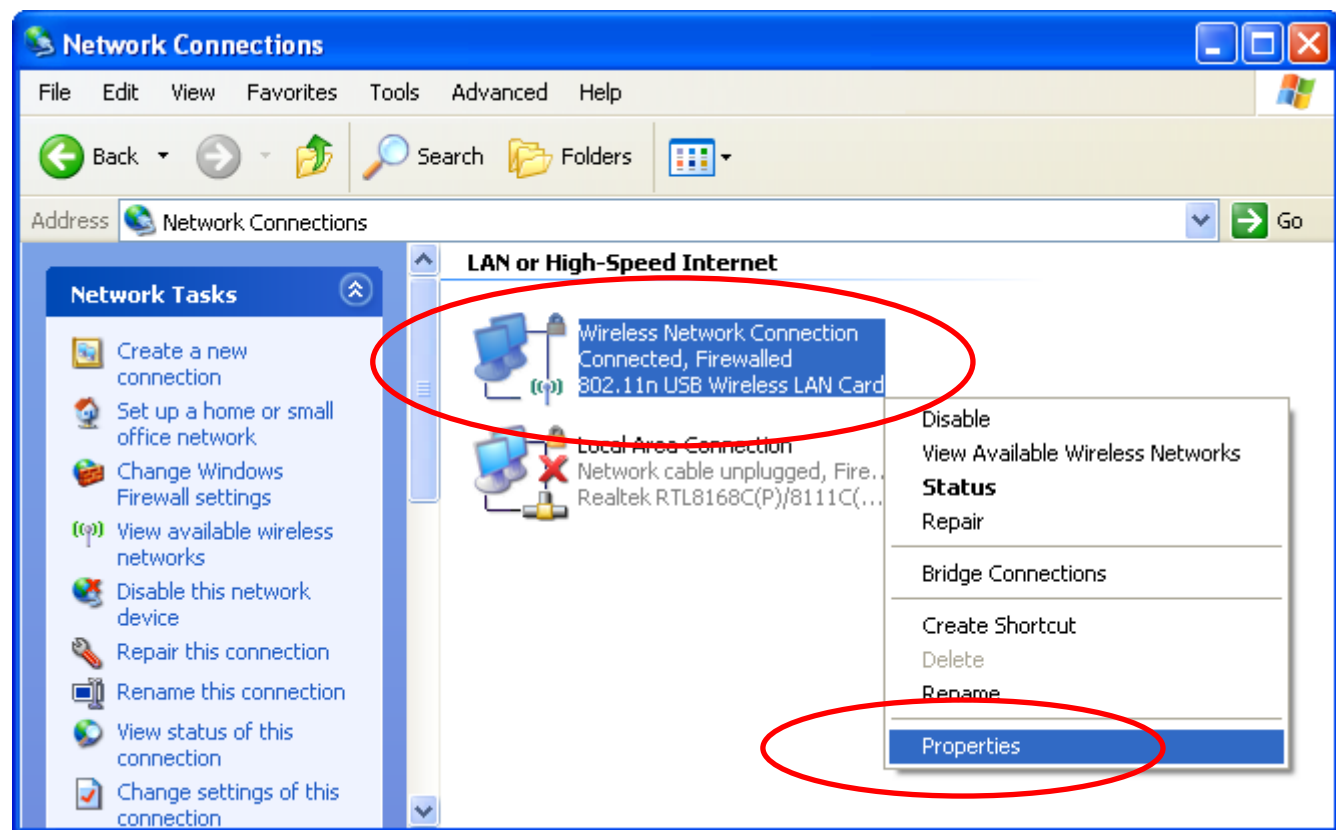 Network Connections
File Edit View Favorites Tools Advanced Help
Back Search Folders
Address Network Connections Go
Network Tasks
Create a new
connection
Set up a home or small
office network
Change Windows
Firewall settings
View available wireless
networks
Disable this network
device
Repair this connection
Rename this connection
View status of this
connection
Change settings of this
connection
LAN or High-Speed Internet
Wireless Network Connection
Connected, Firewalled
802.11n USB Wireless LAN Card
Local Area Connection
Network cable unplugged, Fire...
Realtek RTL8168C(P)/8111C(...
Disable
View Available Wireless Networks
Status
Repair
Bridge Connections
Create Shortcut
Delete
Rename
Properties